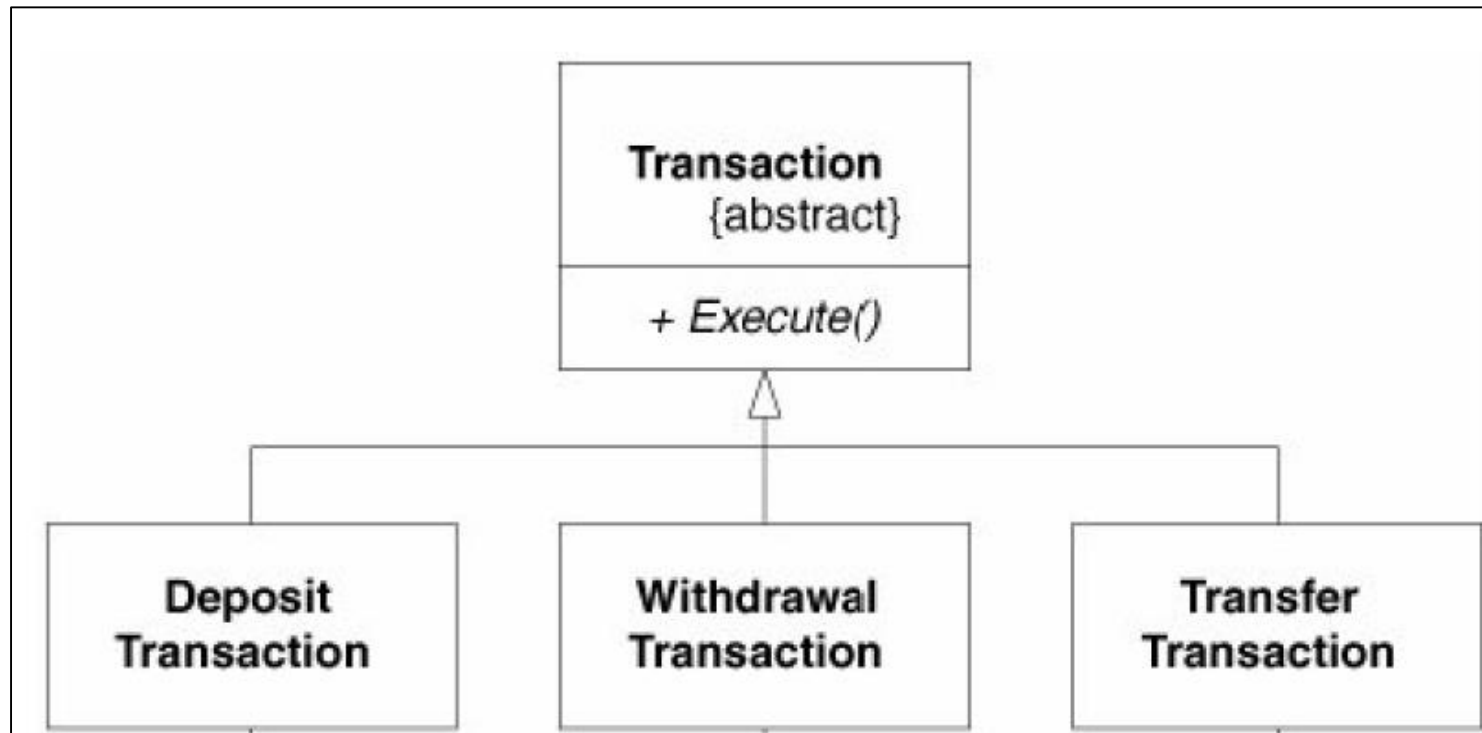 Transaction
{abstract}
+ Execute()
Deposit
Transaction
Withdrawal
Transaction
Transfer
Transaction